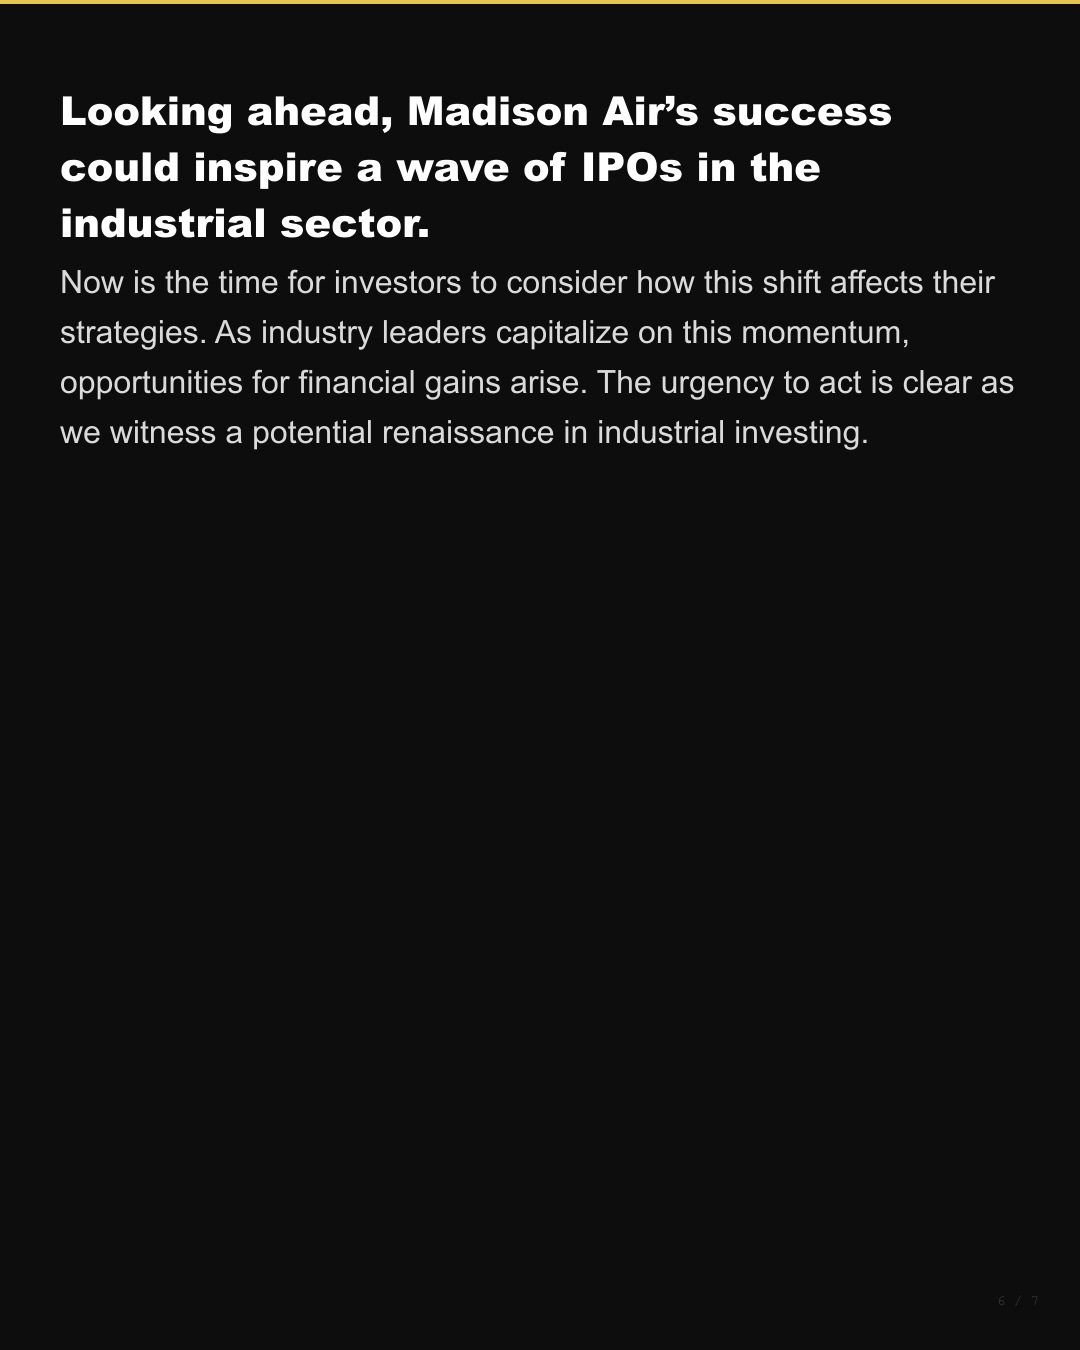 Looking ahead, Madison Air’s success
could inspire a wave of IPOs in the
industrial sector.
Now is the time for investors to consider how this shift affects their
strategies. As industry leaders capitalize on this momentum,
opportunities for financial gains arise. The urgency to act is clear as
we witness a potential renaissance in industrial investing.
6 / 7